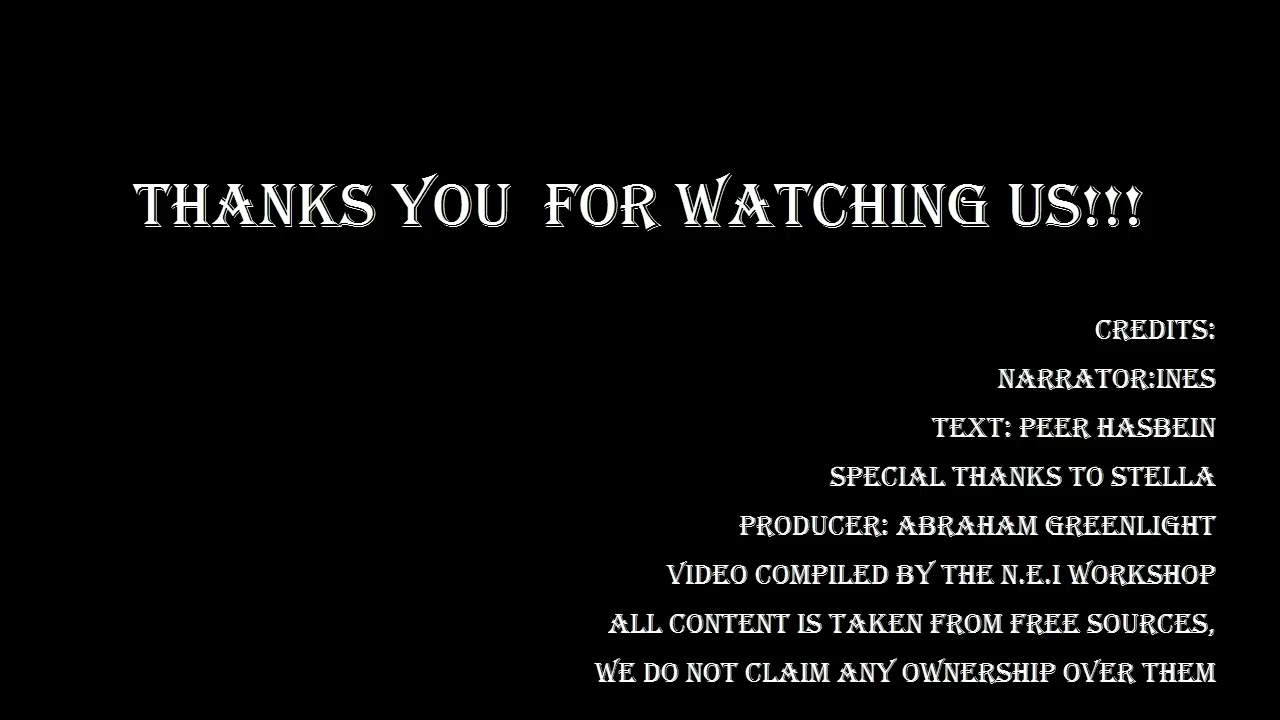 THANKS YOU  FOR WATCHING US!!!
CREDITS:
NARRATOR:INES
TEXT: PEER HASBEIN
SPECIAL THANKS TO STELLA
PRODUCER: ABRAHAM GREENLIGHT
VIDEO COMPILED BY THE N.E.I WORKSHOP
ALL CONTENT IS TAKEN FROM FREE SOURCES,
WE DO NOT CLAIM ANY OWNERSHIP OVER THEM